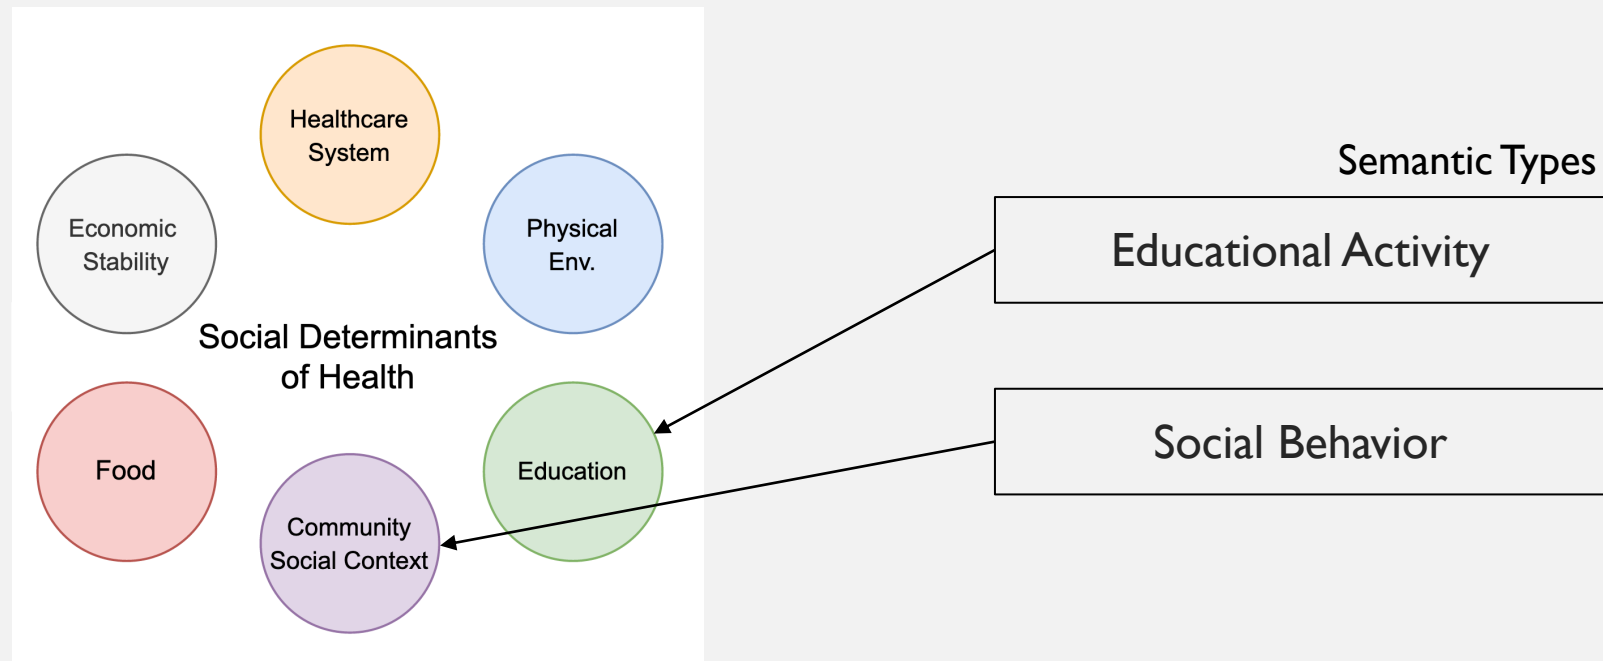 Healthcare
System
Economic
Stability
Physical
Env.
Social Determinants
of Health
Food
Education
Community
Social Context
Semantic Types
Educational Activity
Social Behavior